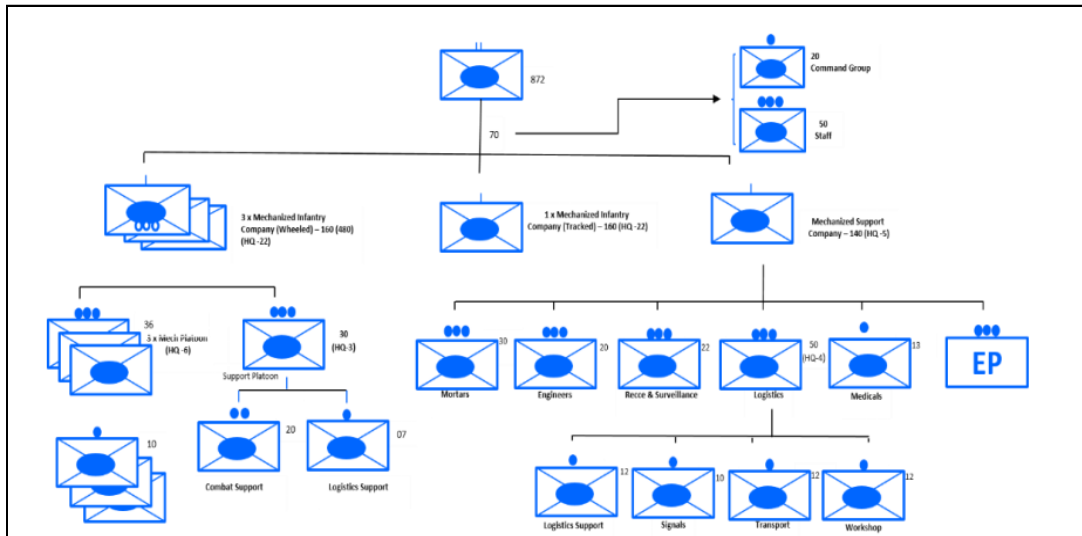 872
20
Command Group
50
Staff
70
3 x Mechanized Infantry
Company (Wheeled) – 160 (480)
(HQ -22)
1 x Mechanized Infantry
Company (Tracked) – 160 (HQ -22)
Mechanized Support
Company – 140 (HQ -5)
36
3 x Mech Platoon
(HQ -6)
30
(HQ-3)
Support Platoon
30
Mortars
20
Engineers
22
Recce & Surveillance
50
(HQ-4)
Logistics
13
Medicals
EP
10
20
Combat Support
07
Logistics Support
12
Logistics Support
10
Signals
12
Transport
12
Workshop